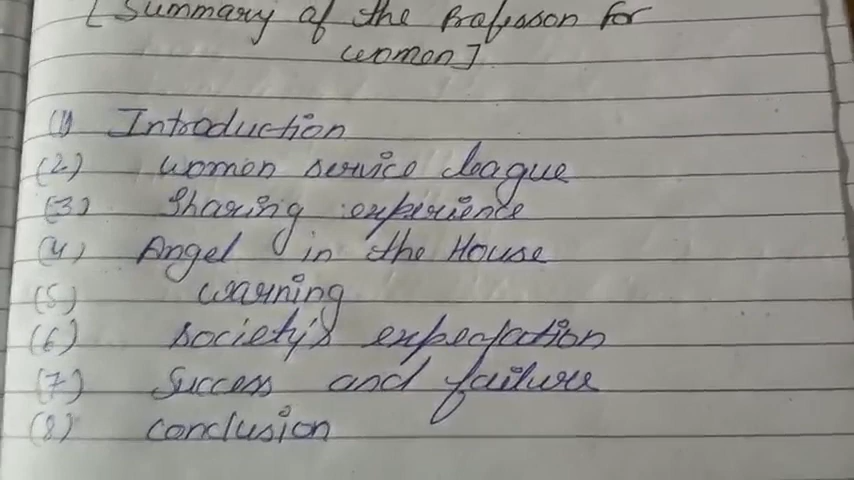 [Summary of the Profession for
women]
(1) Introduction
(2) women service league
(3) Sharing experience
(4) Angel in the House
(5) warning
(6) society's expectation
(7) Success and failure
(8) conclusion